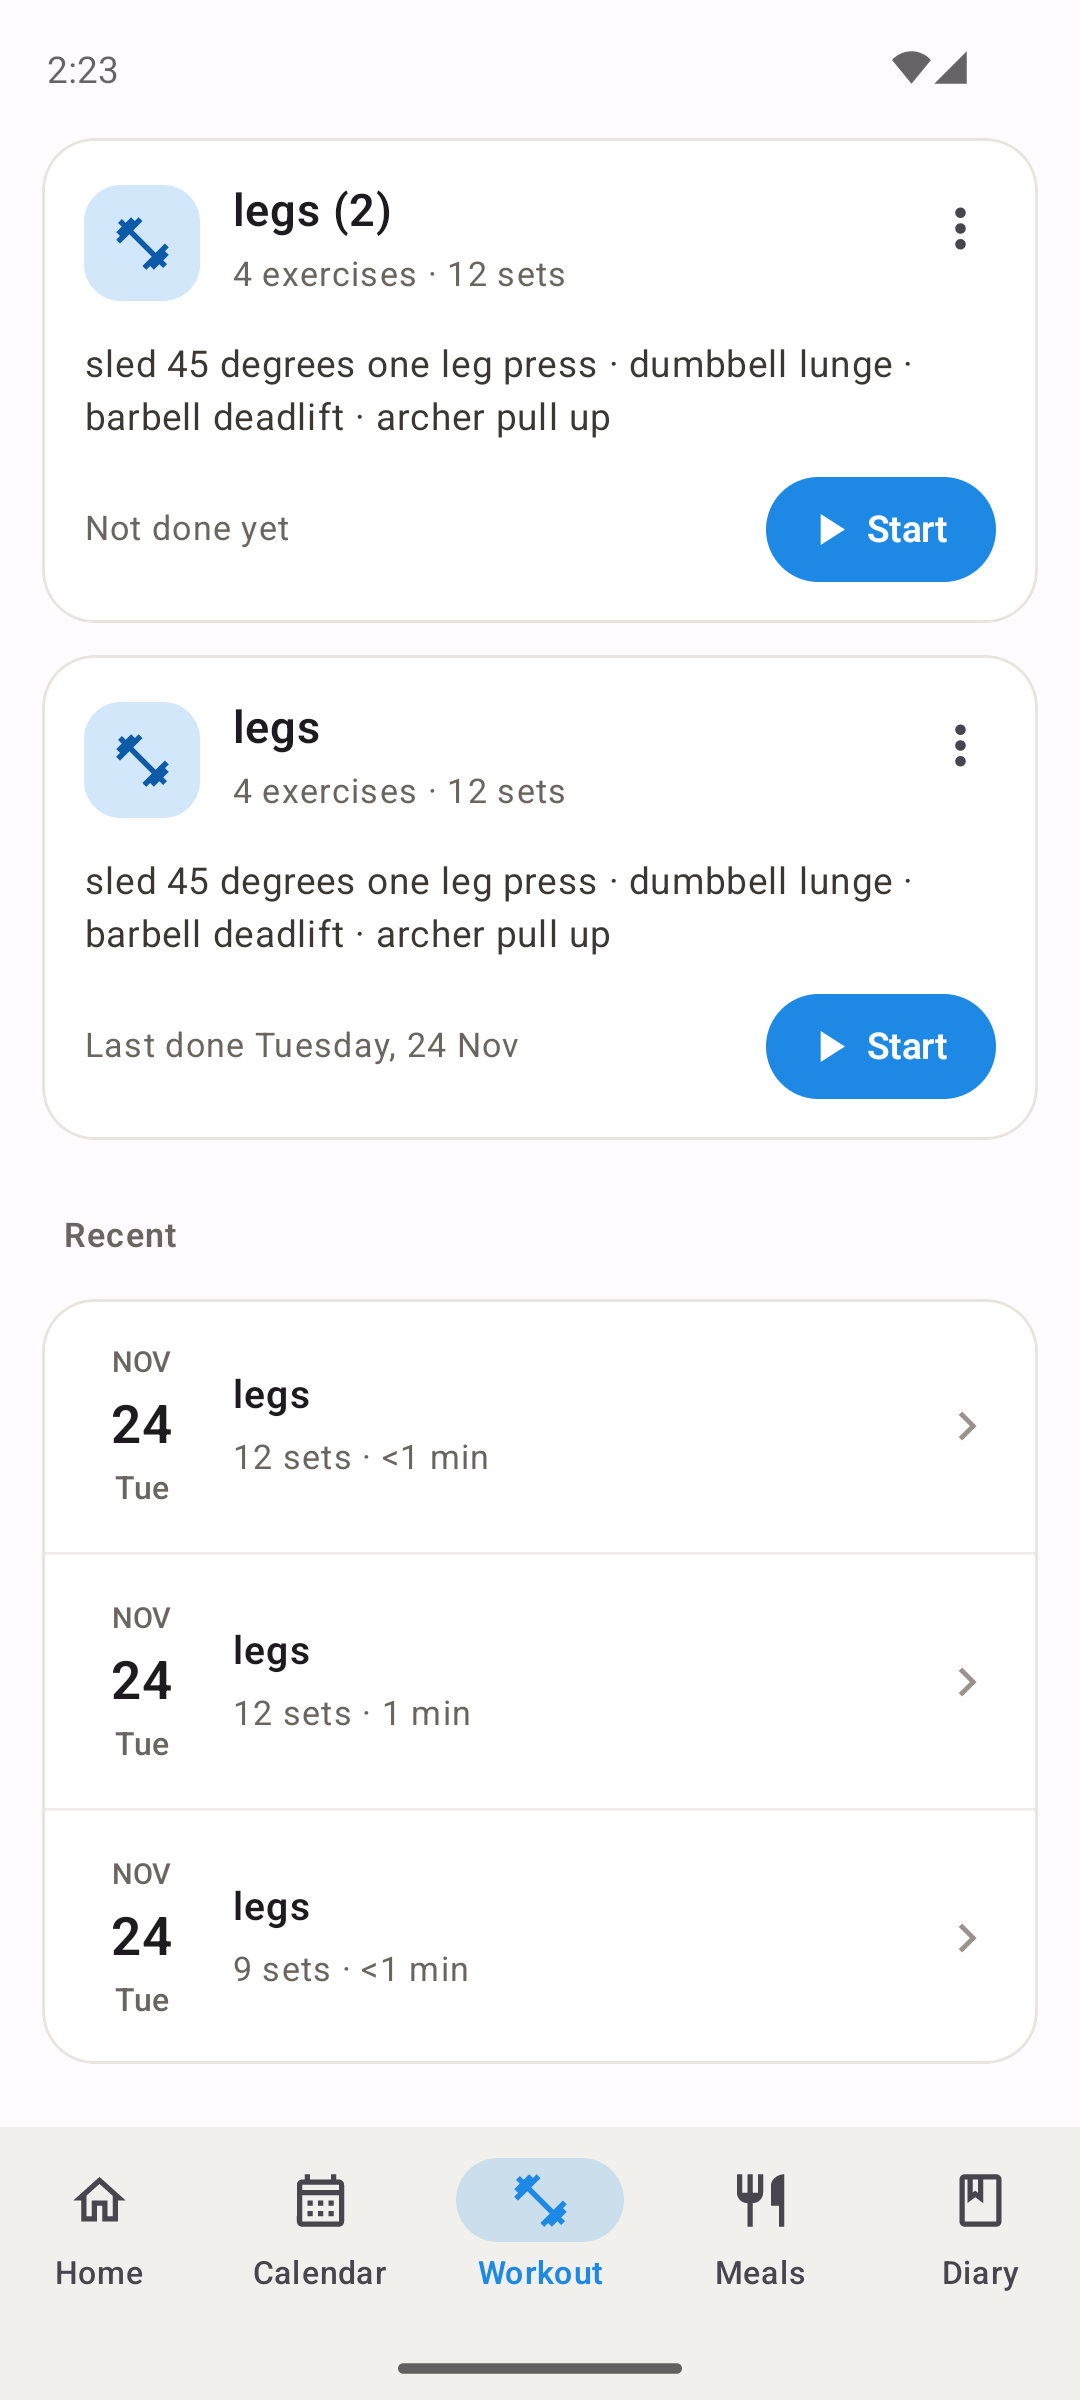 2:23
legs (2)
4 exercises · 12 sets
sled 45 degrees one leg press · dumbbell lunge ·
barbell deadlift · archer pull up
Not done yet
Start
legs
4 exercises · 12 sets
sled 45 degrees one leg press · dumbbell lunge ·
barbell deadlift · archer pull up
Last done Tuesday, 24 Nov
Start
Recent
NOV
24
Tue
legs
12 sets · <1 min
NOV
24
Tue
legs
12 sets · 1 min
NOV
24
Tue
legs
9 sets · <1 min
Home
Calendar
Workout
Meals
Diary